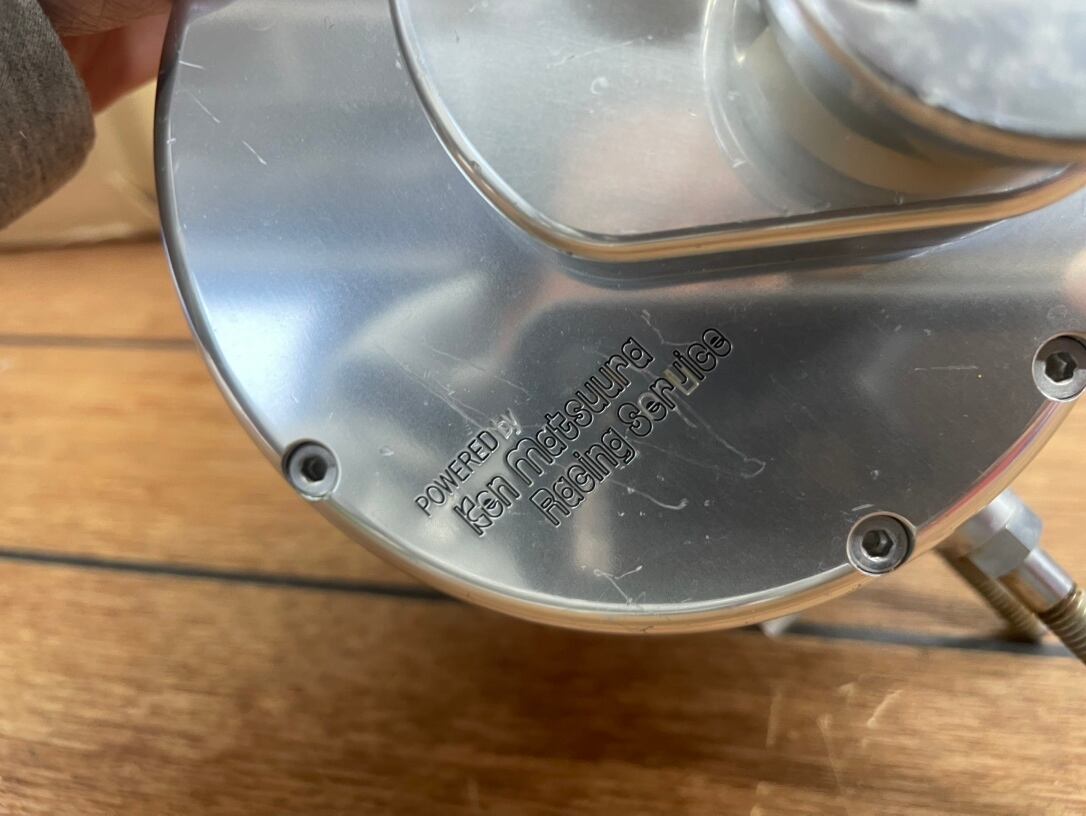 POWERED by
Ken Matsuura
Racing Service